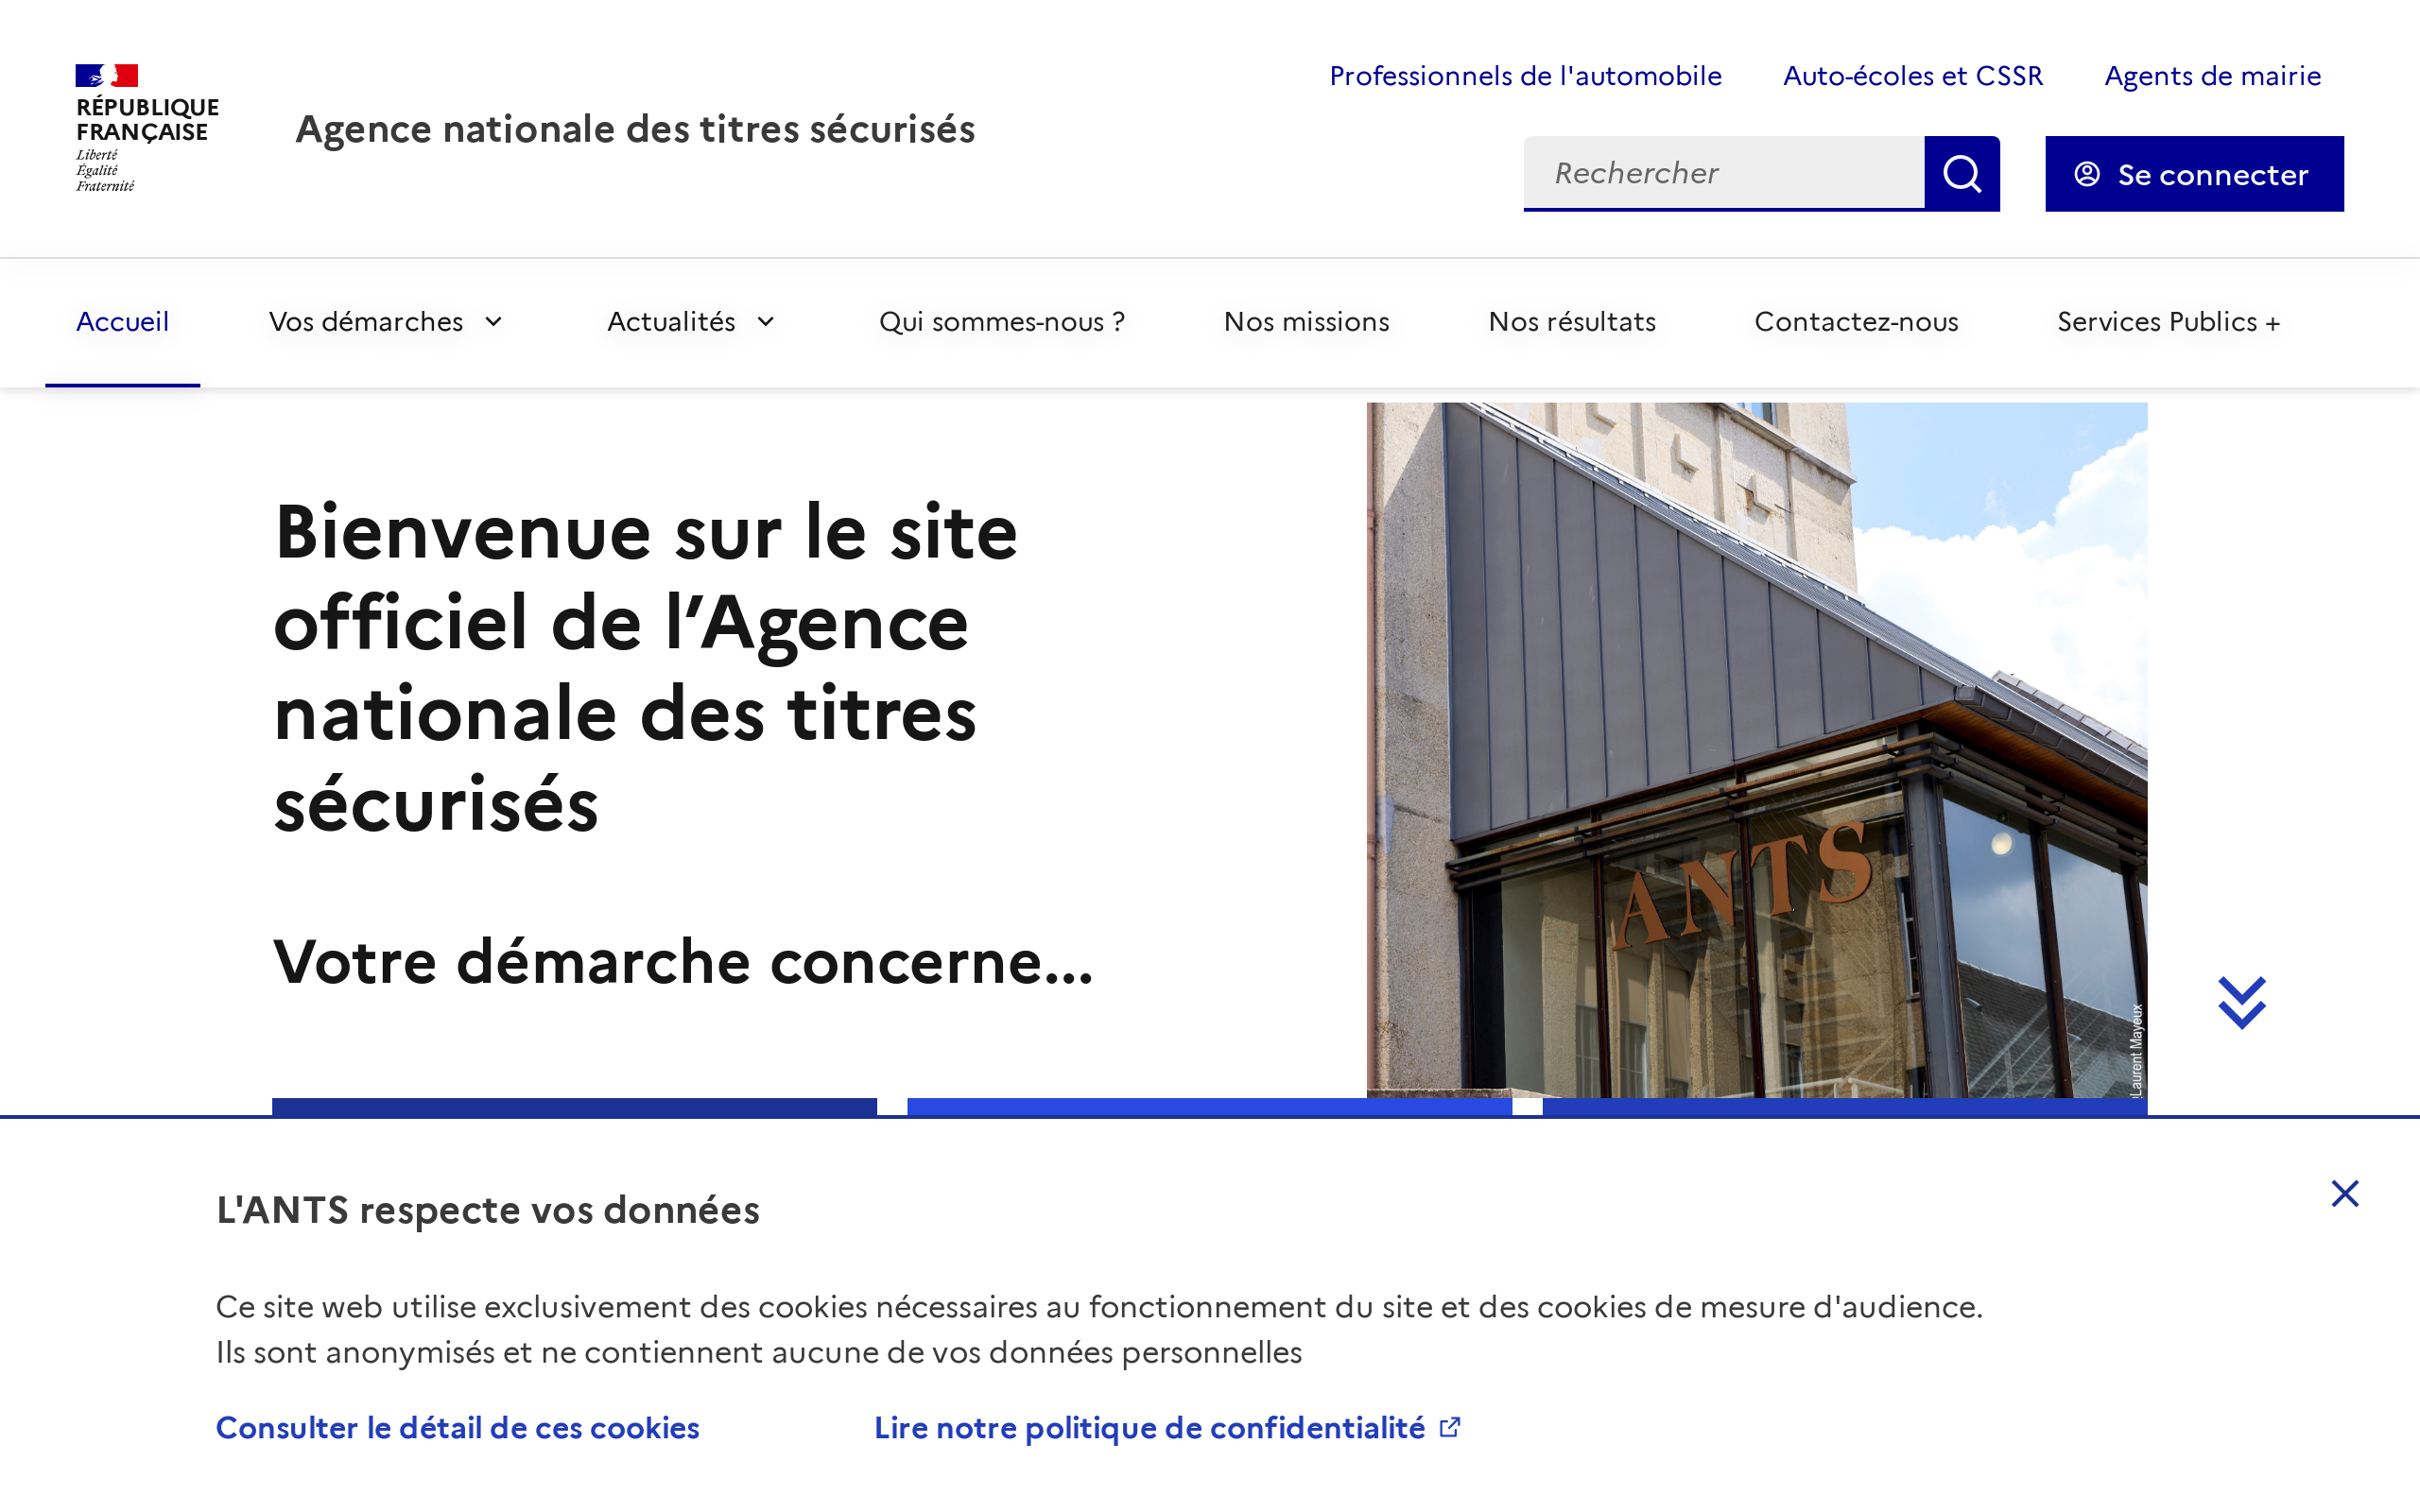 RÉPUBLIQUE
FRANÇAISE
Liberté
Égalité
Fraternité
Agence nationale des titres sécurisés
Professionnels de l'automobile
Auto-écoles et CSSR
Agents de mairie
Rechercher
Se connecter
Accueil
Vos démarches
Actualités
Qui sommes-nous ?
Nos missions
Nos résultats
Contactez-nous
Services Publics +
Bienvenue sur le site
officiel de l’Agence
nationale des titres
sécurisés
Votre démarche concerne...
ANTS
Laurent Mayeux
L'ANTS respecte vos données
Ce site web utilise exclusivement des cookies nécessaires au fonctionnement du site et des cookies de mesure d'audience.
Ils sont anonymisés et ne contiennent aucune de vos données personnelles
Consulter le détail de ces cookies
Lire notre politique de confidentialité